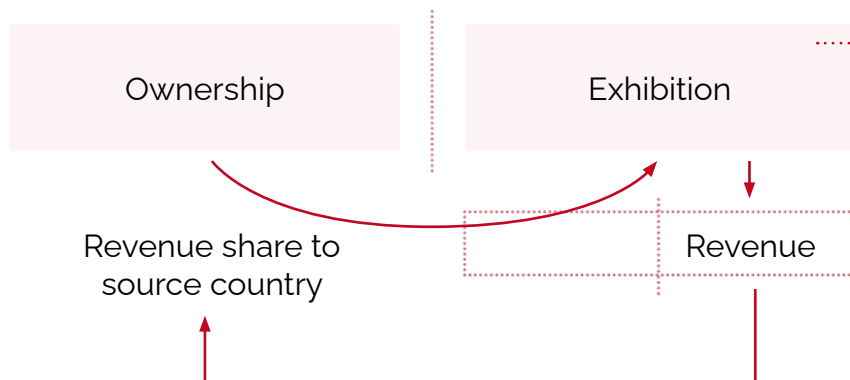 Ownership
Exhibition
Revenue share to
source country
Revenue